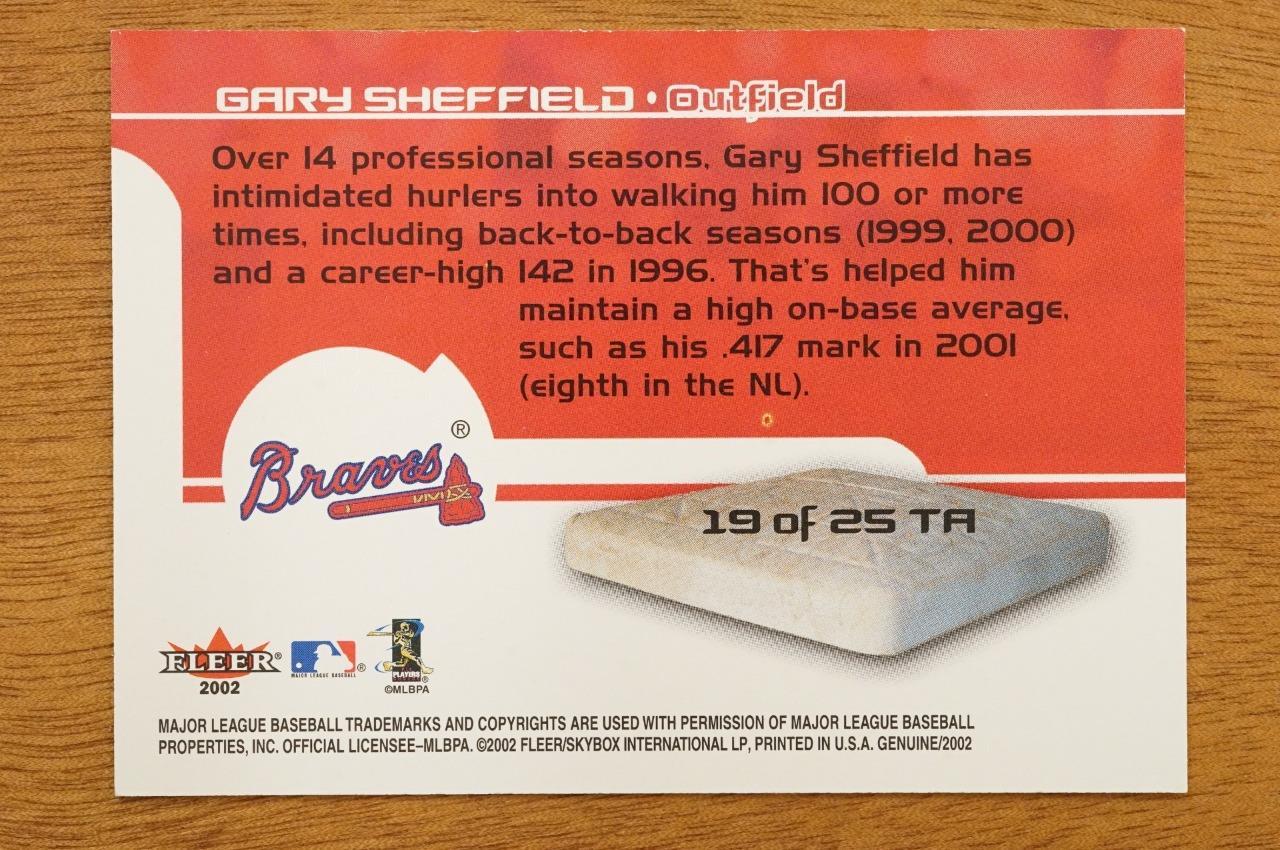 GARY SHEFFIELD • Outfield
Over 14 professional seasons, Gary Sheffield has
intimidated hurlers into walking him 100 or more
times, including back-to-back seasons (1999, 2000)
and a career-high 142 in 1996. That's helped him
maintain a high on-base average,
such as his .417 mark in 2001
(eighth in the NL).
Braves®
19 of 25 TA
FLEER®
2002
MAJOR LEAGUE BASEBALL®
PLAYERS®
©MLBPA
MAJOR LEAGUE BASEBALL TRADEMARKS AND COPYRIGHTS ARE USED WITH PERMISSION OF MAJOR LEAGUE BASEBALL
PROPERTIES, INC. OFFICIAL LICENSEE–MLBPA. ©2002 FLEER/SKYBOX INTERNATIONAL LP, PRINTED IN U.S.A. GENUINE/2002